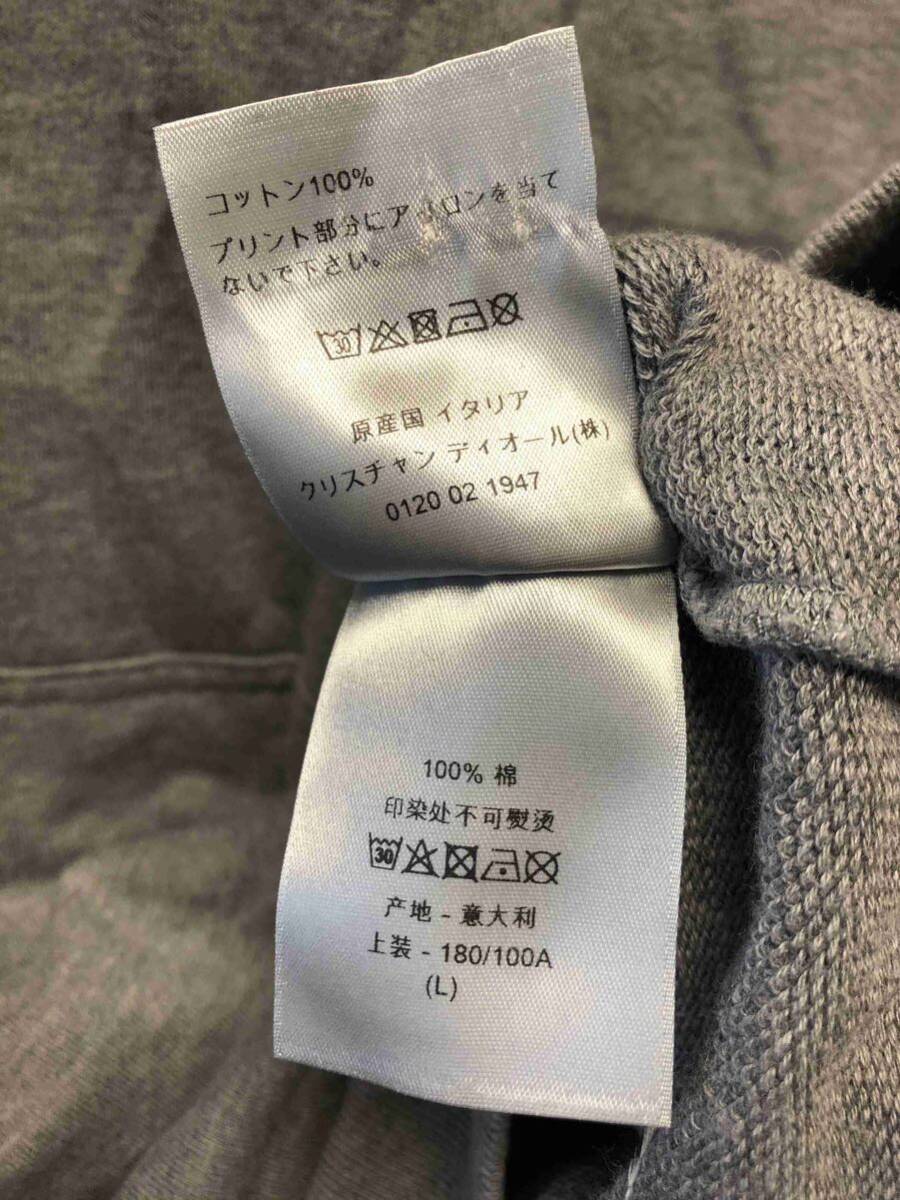 コットン100%
プリント部分にアイロンを当て
ないで下さい。
30
原産国 イタリア
クリスチャン ディオール(株)
0120 02 1947
100% 棉
印染处不可熨烫
30
产地 - 意大利
上装 - 180/100A
(L)